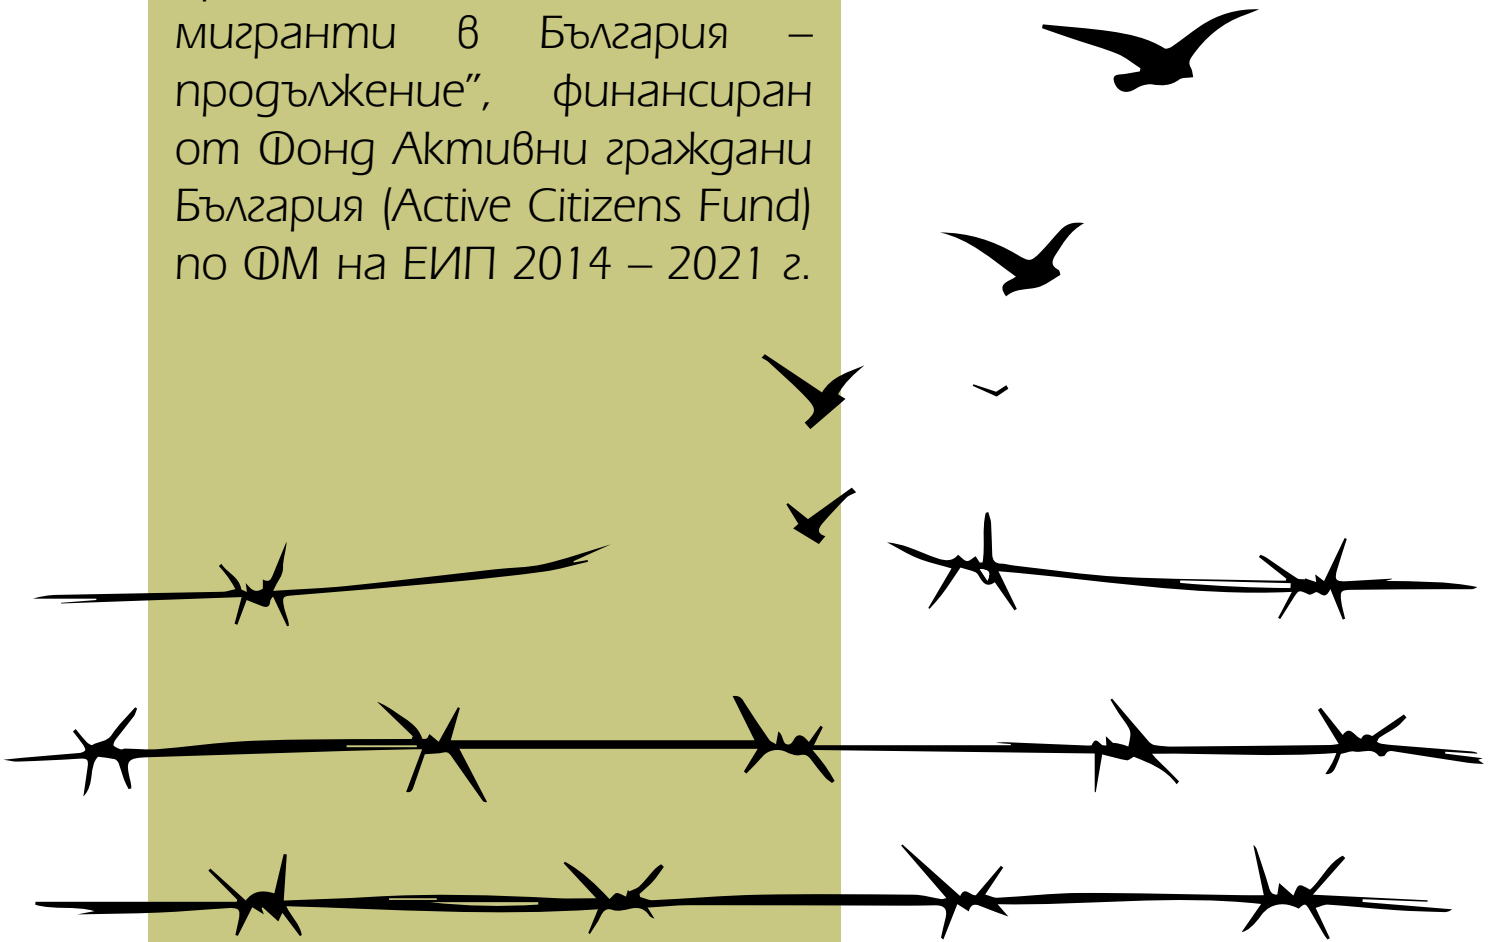 мигранти в България –
продължение”, финансиран
от Фонд Активни граждани
България (Active Citizens Fund)
по ФМ на ЕИП 2014 – 2021 г.